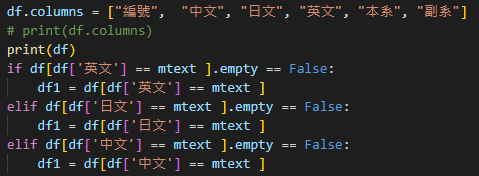 df.columns = ["編號",  "中文", "日文", "英文", "本系", "副系"]
# print(df.columns)
print(df)
if df[df['英文'] == mtext ].empty == False:
    df1 = df[df['英文'] == mtext ]
elif df[df['日文'] == mtext ].empty == False:
    df1 = df[df['日文'] == mtext ]
elif df[df['中文'] == mtext ].empty == False:
    df1 = df[df['中文'] == mtext ]